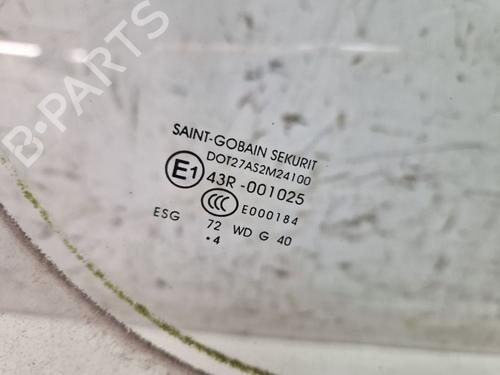 SAINT-GOBAIN SEKURIT
DOT27AS2M24100
E1 43R-001025
CCC E000184
ESG 72 WD G 40
.4
B-PARTS